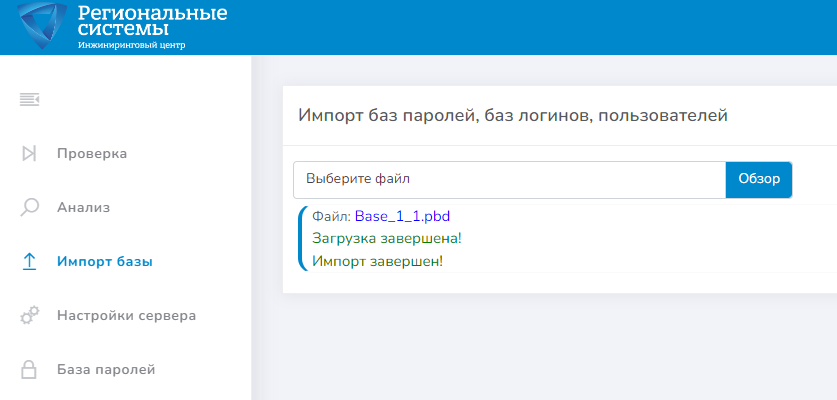 Региональные
системы
Инжиниринговый центр
Импорт баз паролей, баз логинов, пользователей
Проверка
Выберите файл
Обзор
Анализ
Файл: Base_1_1.pbd
Загрузка завершена!
Импорт базы
Импорт завершен!
Настройки сервера
База паролей